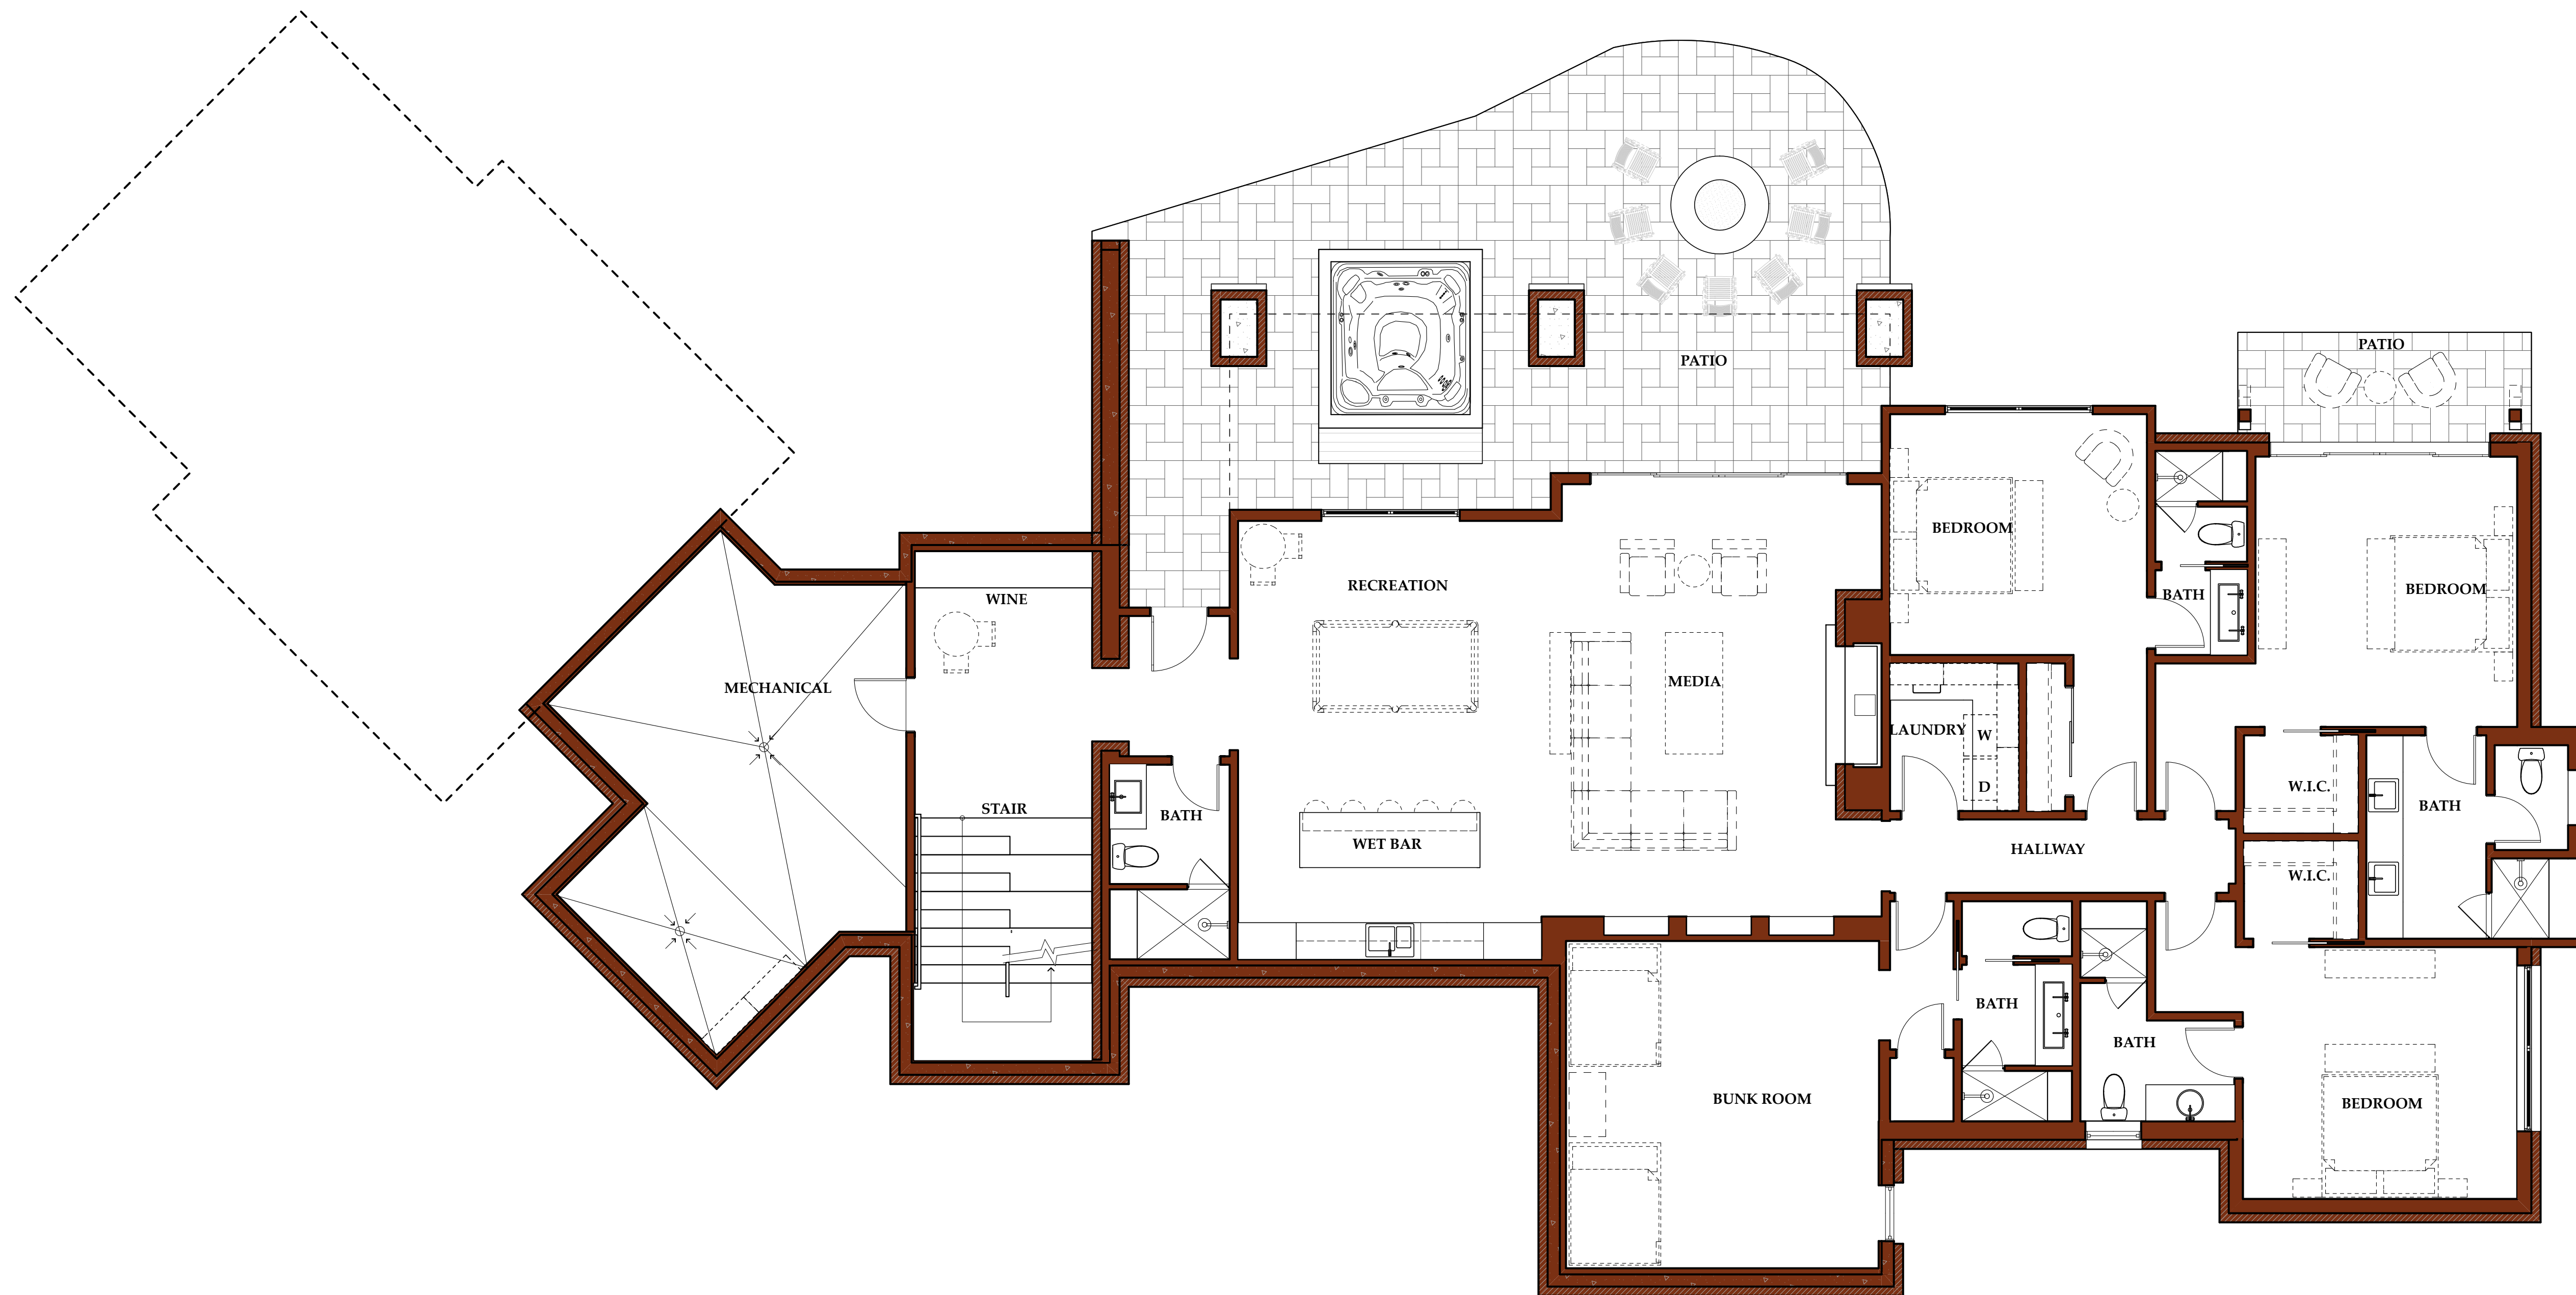 PATIO
PATIO
BEDROOM
BEDROOM
BATH
RECREATION
WINE
MEDIA
MECHANICAL
LAUNDRY
W
D
W.I.C.
BATH
STAIR
BATH
WET BAR
HALLWAY
W.I.C.
BATH
BATH
BUNK ROOM
BEDROOM